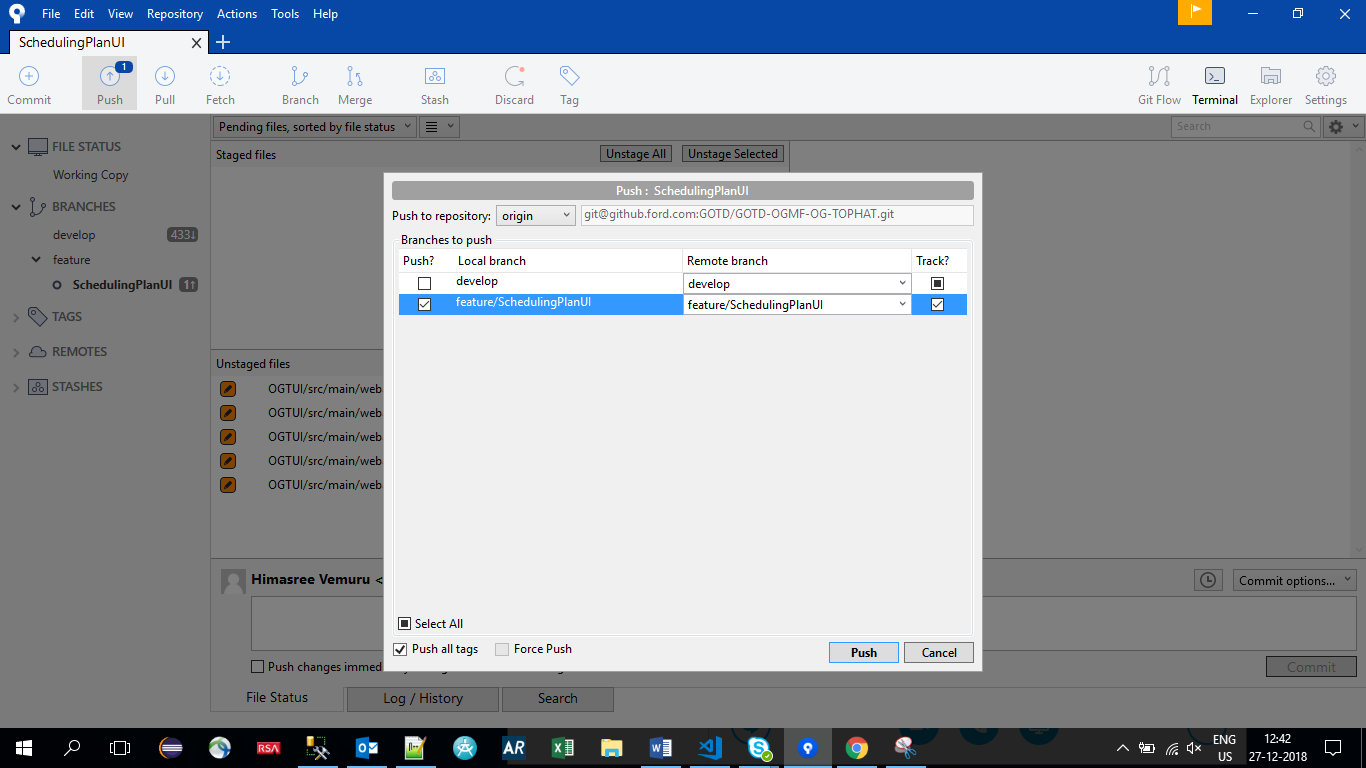 File Edit View Repository Actions Tools Help
SchedulingPlanUI
1
Commit Push Pull Fetch Branch Merge Stash Discard Tag Git Flow Terminal Explorer Settings
Pending files, sorted by file status
Search
FILE STATUS
Working Copy
BRANCHES
develop 433↓
feature
SchedulingPlanUI 1↑
TAGS
REMOTES
STASHES
Staged files Unstage All Unstage Selected
Unstaged files
OGTUI/src/main/web
OGTUI/src/main/web
OGTUI/src/main/web
OGTUI/src/main/web
OGTUI/src/main/web
Push : SchedulingPlanUI
Push to repository: origin git@github.ford.com:GOTD/GOTD-OGMF-OG-TOPHAT.git
Branches to push
Push? Local branch Remote branch Track?
develop develop
feature/SchedulingPlanUI feature/SchedulingPlanUI
Select All
Push all tags Force Push Push Cancel
Himasree Vemuru <
Commit options...
Push changes immed
Commit
File Status Log / History Search
RSA
AR
ENG
US
12:42
27-12-2018